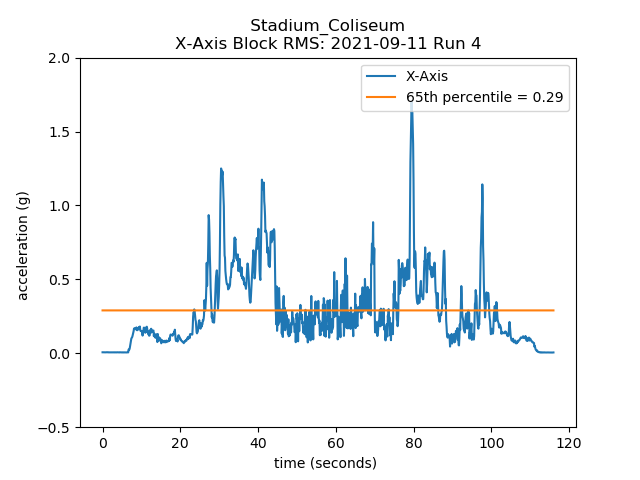 Stadium_Coliseum
X-Axis Block RMS: 2021-09-11 Run 4
2.0
X-Axis
65th percentile = 0.29
1.5
1.0
0.5
0.0
−0.5
acceleration (g)
0 20 40 60 80 100 120
time (seconds)